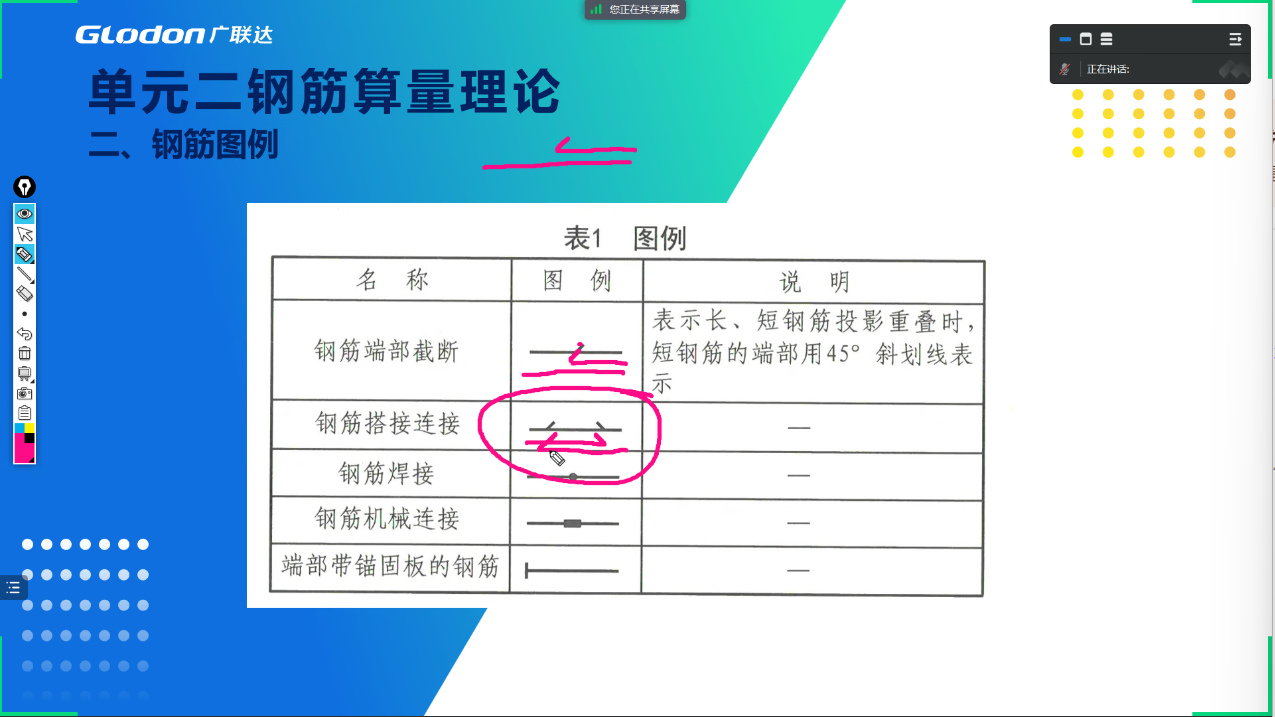 您正在共享屏幕
GLodon广联达
正在讲话:
单元二钢筋算量理论
二、钢筋图例
表1 图例
名 称 图 例 说 明
钢筋端部截断 表示长、短钢筋投影重叠时，
短钢筋的端部用45°斜划线表
示
钢筋搭接连接 —
钢筋焊接 —
钢筋机械连接 —
端部带锚固板的钢筋 —